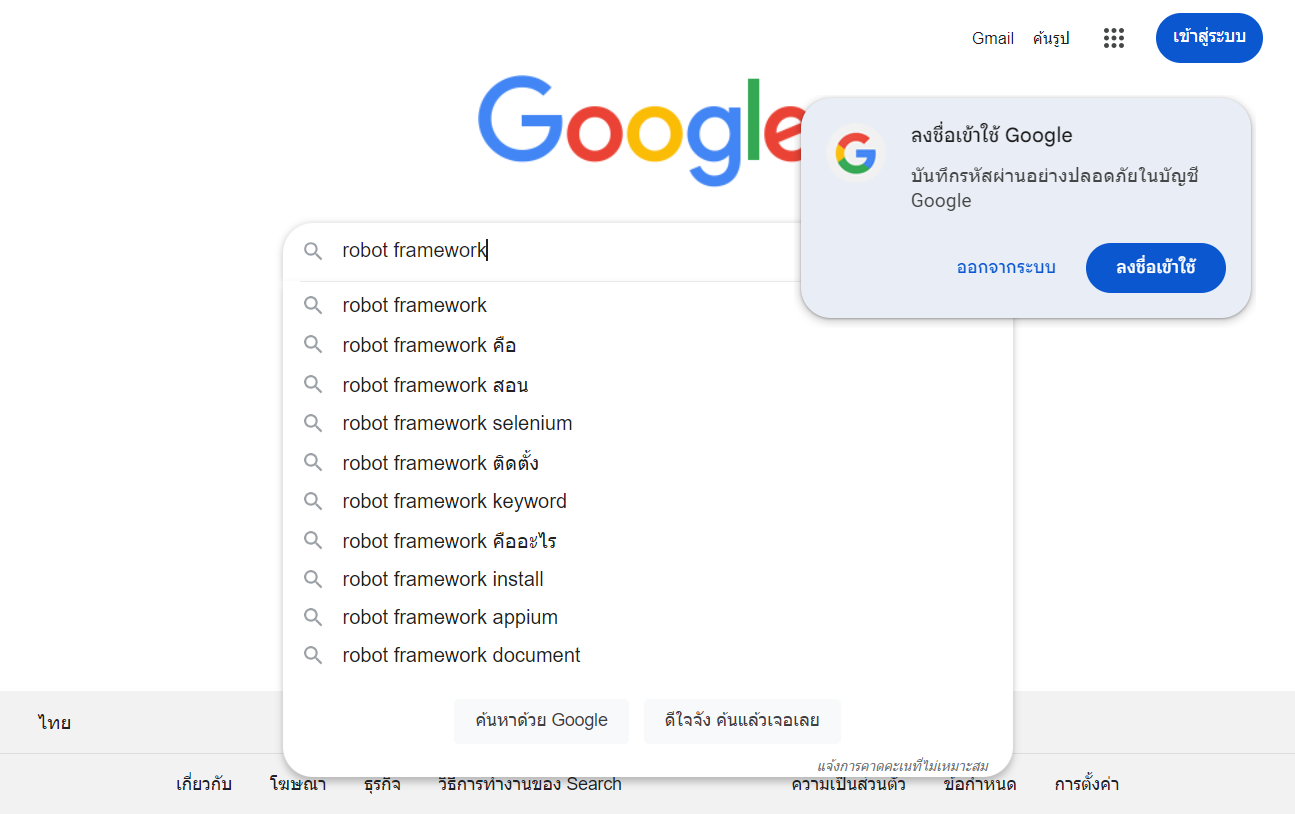 Gmail ค้นรูป เข้าสู่ระบบ
Google
ลงชื่อเข้าใช้ Google
บันทึกรหัสผ่านอย่างปลอดภัยในบัญชี
Google
ออกจากระบบ ลงชื่อเข้าใช้
robot framework
robot framework
robot framework คือ
robot framework สอน
robot framework selenium
robot framework ติดตั้ง
robot framework keyword
robot framework คืออะไร
robot framework install
robot framework appium
robot framework document
ค้นหาด้วย Google ดีใจจัง ค้นแล้วเจอเลย
แจ้งการคาดคะเนที่ไม่เหมาะสม
ไทย
เกี่ยวกับ โฆษณา ธุรกิจ วิธีการทำงานของ Search ความเป็นส่วนตัว ข้อกำหนด การตั้งค่า